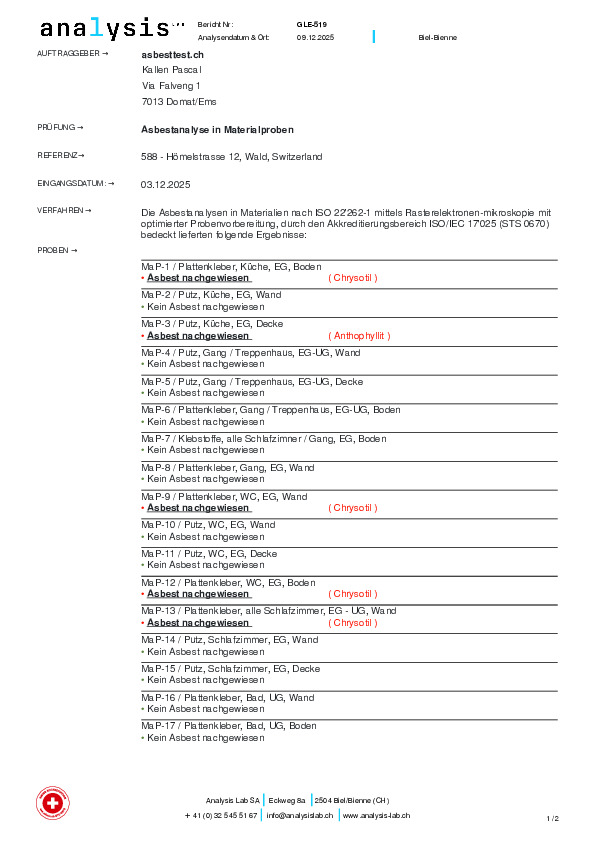 analysis
Bericht Nr: GLE-519
Analysendatum & Ort: 09.12.2025 Biel-Bienne
AUFTRAGGEBER → asbesttest.ch
Kallen Pascal
Via Falveng 1
7013 Domat/Ems
PRÜFUNG → Asbestanalyse in Materialproben
REFERENZ → 588 - Hömelstrasse 12, Wald, Switzerland
EINGANGSDATUM: → 03.12.2025
VERFAHREN → Die Asbestanalysen in Materialien nach ISO 22'262-1 mittels Rasterelektronen-mikroskopie mit
optimierter Probenvorbereitung, durch den Akkreditierungsbereich ISO/IEC 17'025 (STS 0670)
bedeckt lieferten folgende Ergebnisse:
PROBEN →
MaP-1 / Plattenkleber, Küche, EG, Boden
• Asbest nachgewiesen ( Chrysotil )
MaP-2 / Putz, Küche, EG, Wand
• Kein Asbest nachgewiesen
MaP-3 / Putz, Küche, EG, Decke
• Asbest nachgewiesen ( Anthophyllit )
MaP-4 / Putz, Gang / Treppenhaus, EG-UG, Wand
• Kein Asbest nachgewiesen
MaP-5 / Putz, Gang / Treppenhaus, EG-UG, Decke
• Kein Asbest nachgewiesen
MaP-6 / Plattenkleber, Gang / Treppenhaus, EG-UG, Boden
• Kein Asbest nachgewiesen
MaP-7 / Klebstoffe, alle Schlafzimmer / Gang, EG, Boden
• Kein Asbest nachgewiesen
MaP-8 / Plattenkleber, Gang, EG, Wand
• Kein Asbest nachgewiesen
MaP-9 / Plattenkleber, WC, EG, Wand
• Asbest nachgewiesen ( Chrysotil )
MaP-10 / Putz, WC, EG, Wand
• Kein Asbest nachgewiesen
MaP-11 / Putz, WC, EG, Decke
• Kein Asbest nachgewiesen
MaP-12 / Plattenkleber, WC, EG, Boden
• Asbest nachgewiesen ( Chrysotil )
MaP-13 / Plattenkleber, alle Schlafzimmer, EG - UG, Wand
• Asbest nachgewiesen ( Chrysotil )
MaP-14 / Putz, Schlafzimmer, EG, Wand
• Kein Asbest nachgewiesen
MaP-15 / Putz, Schlafzimmer, EG, Decke
• Kein Asbest nachgewiesen
MaP-16 / Plattenkleber, Bad, UG, Wand
• Kein Asbest nachgewiesen
MaP-17 / Plattenkleber, Bad, UG, Boden
• Kein Asbest nachgewiesen
Analysis Lab SA | Eckweg 8a | 2504 Biel/Bienne (CH)
+ 41 (0) 32 545 51 67 | info@analysislab.ch | www.analysis-lab.ch
1 / 2